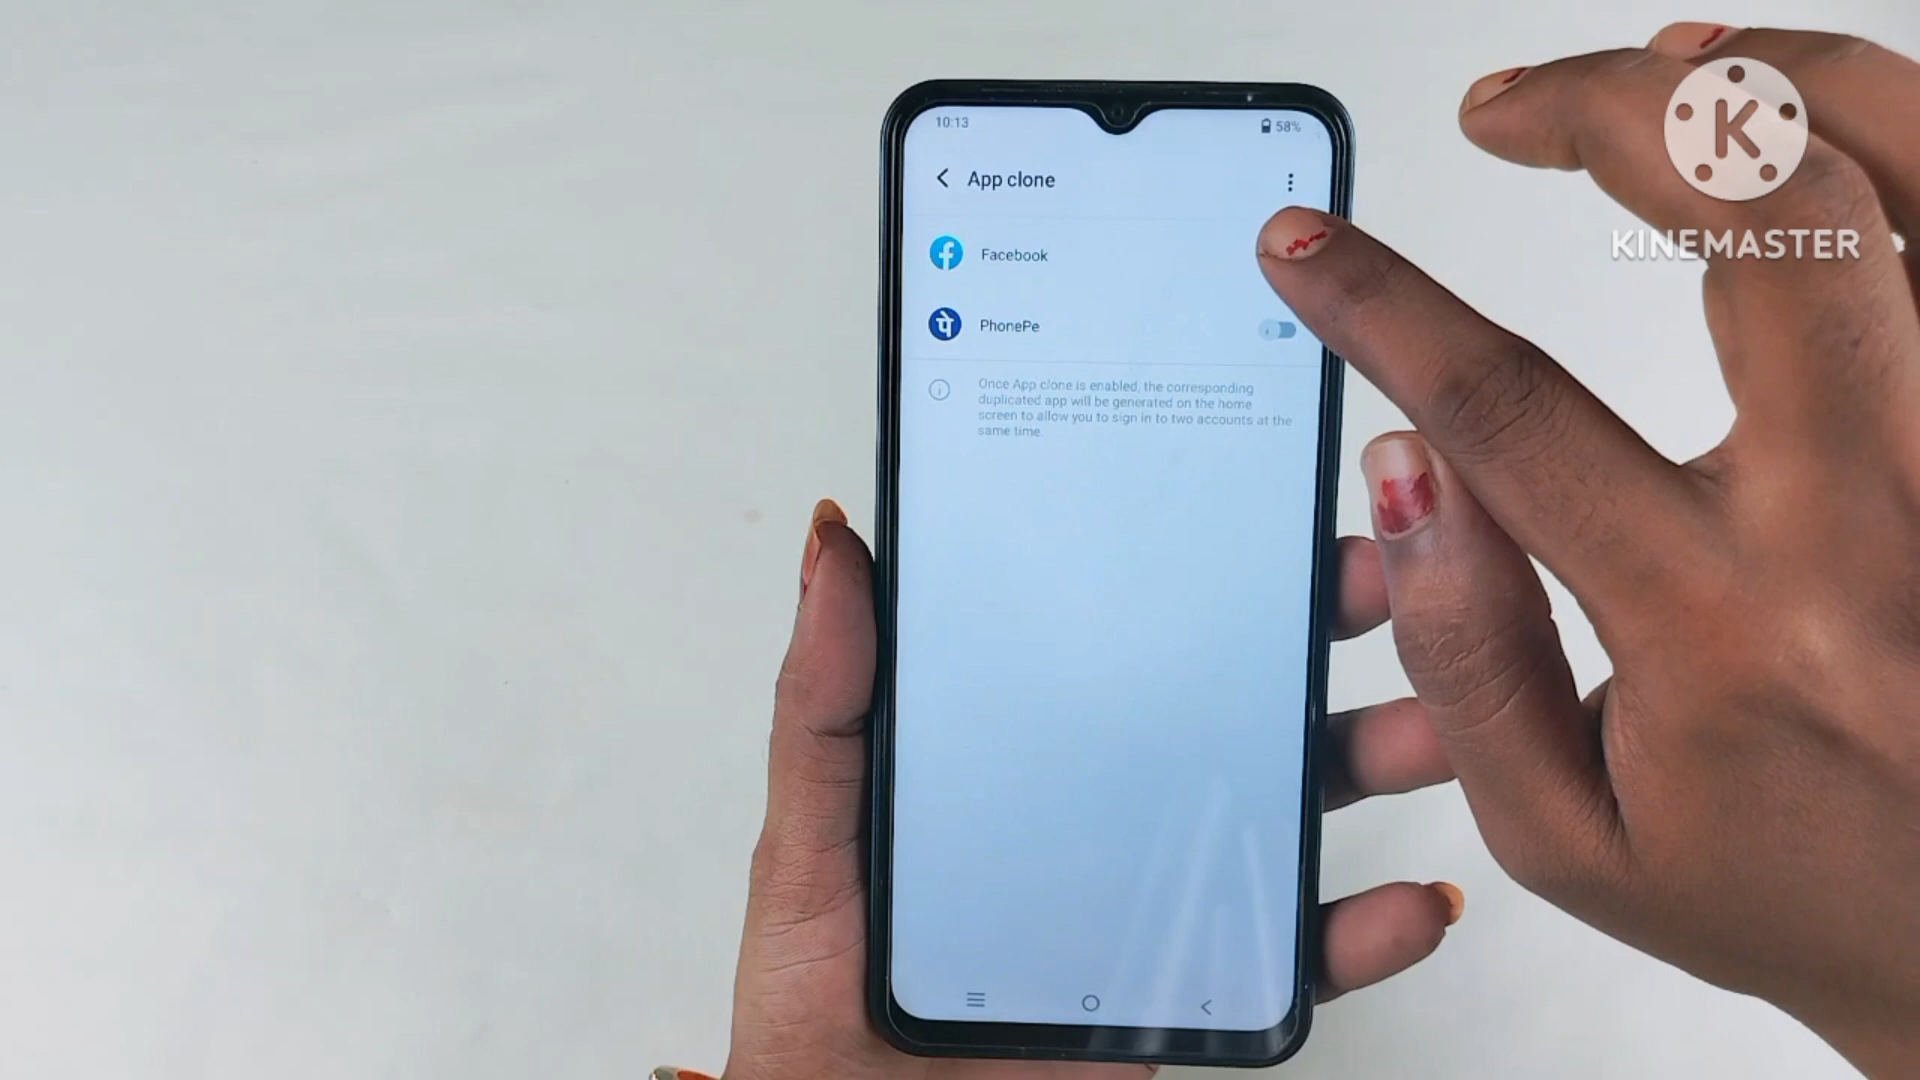 10:13
58%
App clone
K
KINEMASTER
Facebook
पे
PhonePe
Once App clone is enabled, the corresponding
duplicated app will be generated on the home
screen to allow you to sign in to two accounts at the
same time.